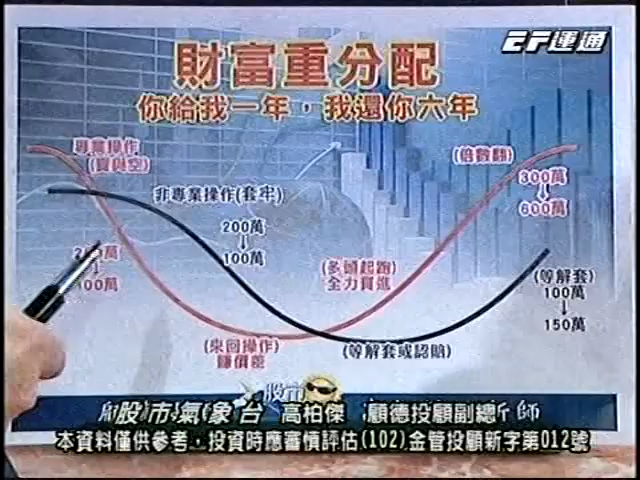 EF運通
財富重分配
你給我一年，我還你六年
專業操作
(買與空)
非專業操作(套牢)
(倍數翻)
300萬
↓
600萬
200萬
↓
100萬
萬
↓
00萬
(多頭起跑)
全力買進
(等解套)
100萬
↓
150萬
(來回操作)
賺價差
(等解套或認賠)
股市
股市氣象台 高柏傑 顧德投顧副總 師
本資料僅供參考，投資時應審慎評估(102)金管投顧新字第012號